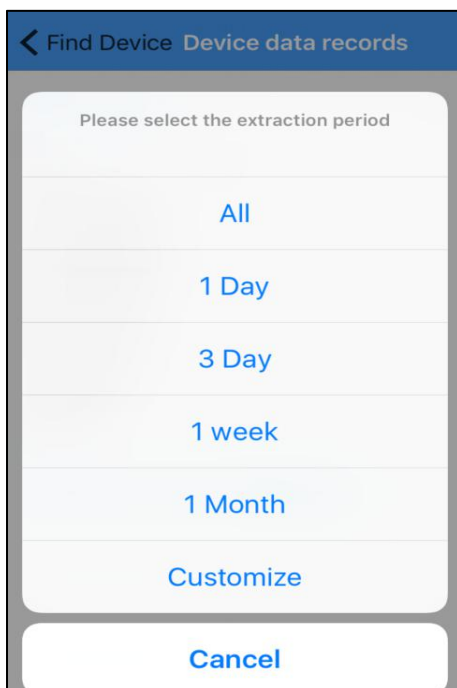 Find Device Device data records
Please select the extraction period
All
1 Day
3 Day
1 week
1 Month
Customize
Cancel